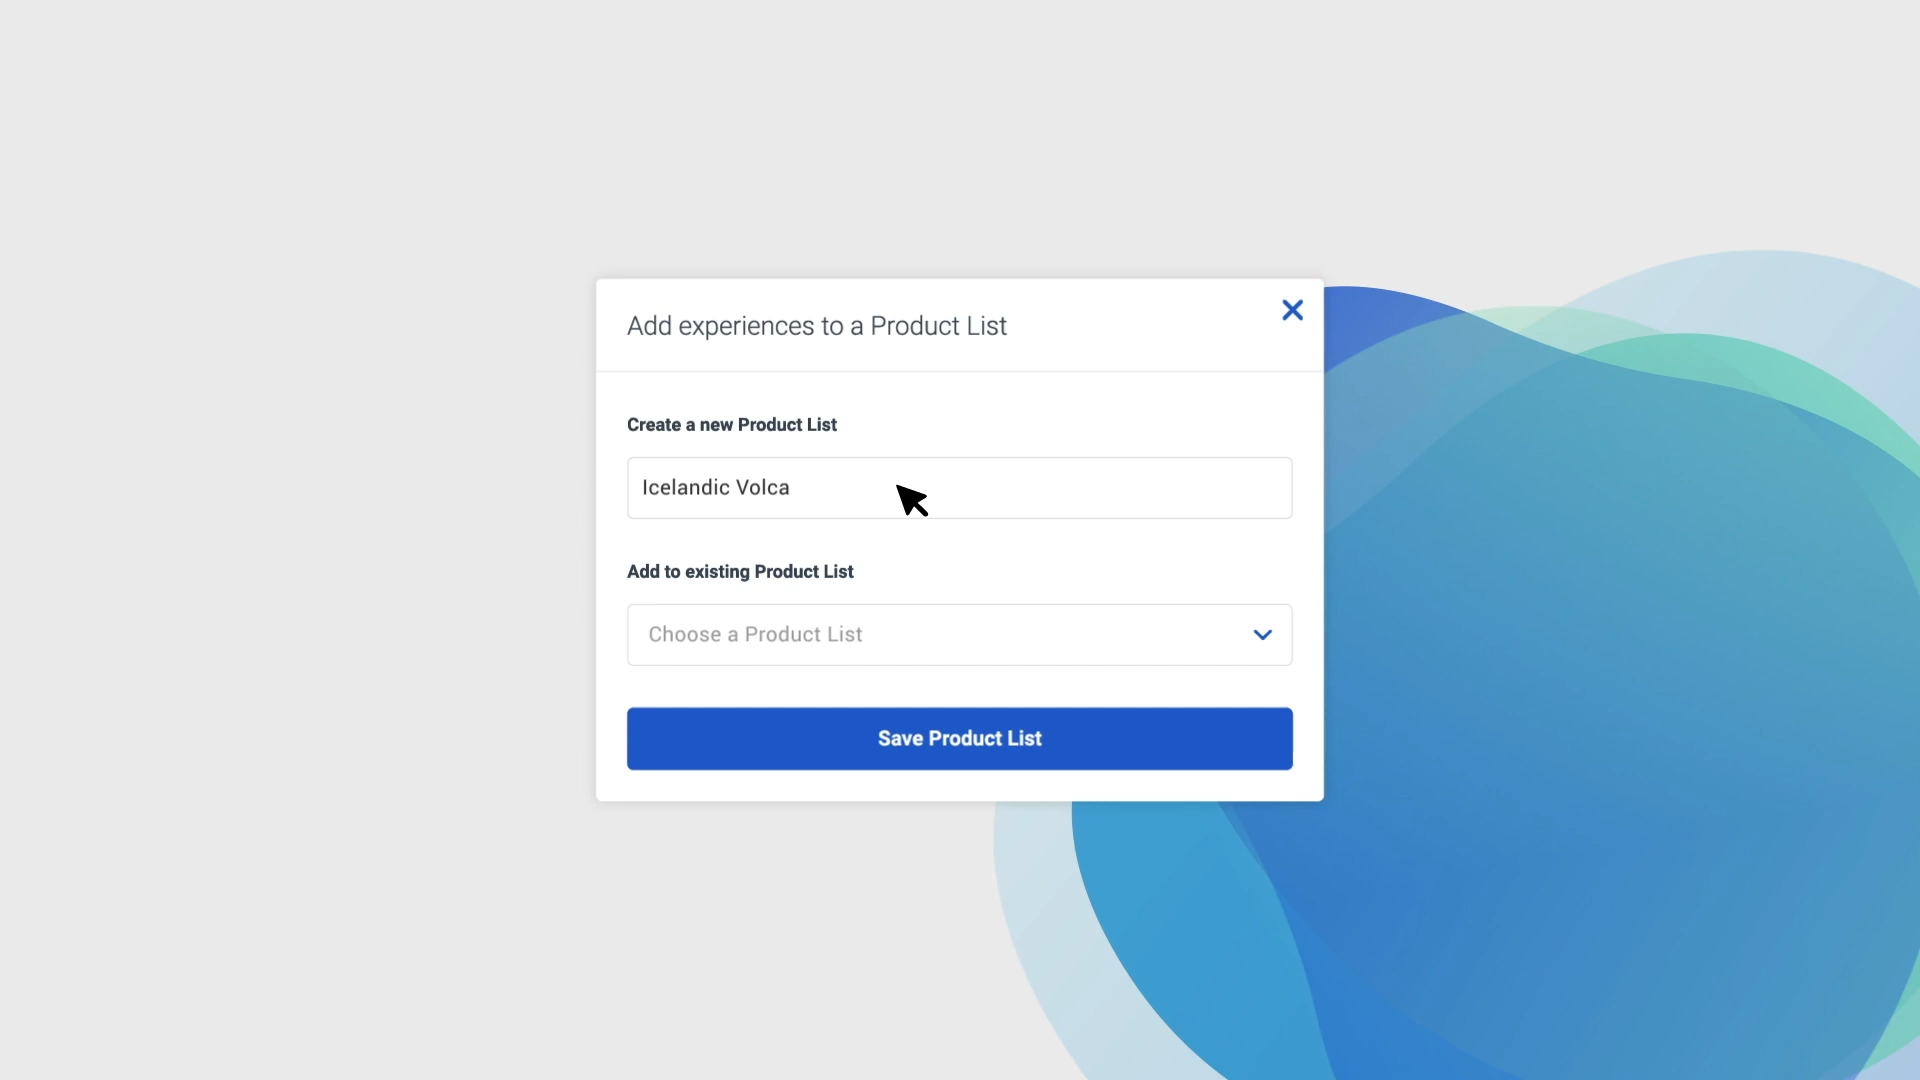 Add experiences to a Product List
Create a new Product List
Icelandic Volca
Add to existing Product List
Choose a Product List
Save Product List